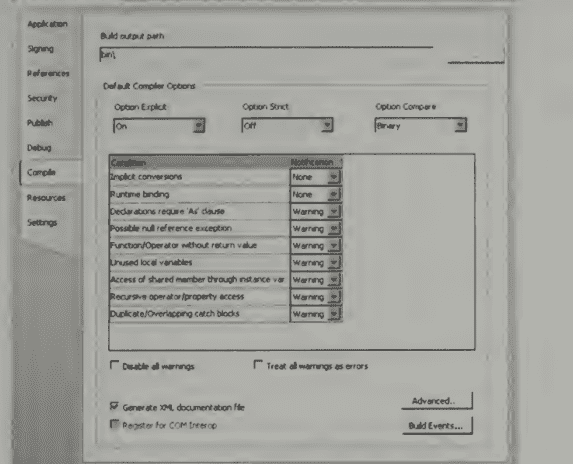 Application
Signing
References
Security
Publish
Debug
Compile
Resources
Settings
Build output path
bin\
Default Compiler Options
Option Explicit Option Strict Option Compare
On Off Binary
Condition Notification
Implicit conversions None
Runtime binding None
Declarations require 'As' clause Warning
Possible null reference exception Warning
Function/Operator without return value Warning
Unused local variables Warning
Access of shared member through instance var Warning
Recursive operator/property access Warning
Duplicate/Overlapping catch blocks Warning
Disable all warnings Treat all warnings as errors
Generate XML documentation file
Advanced..
Register for COM Interop
Build Events...